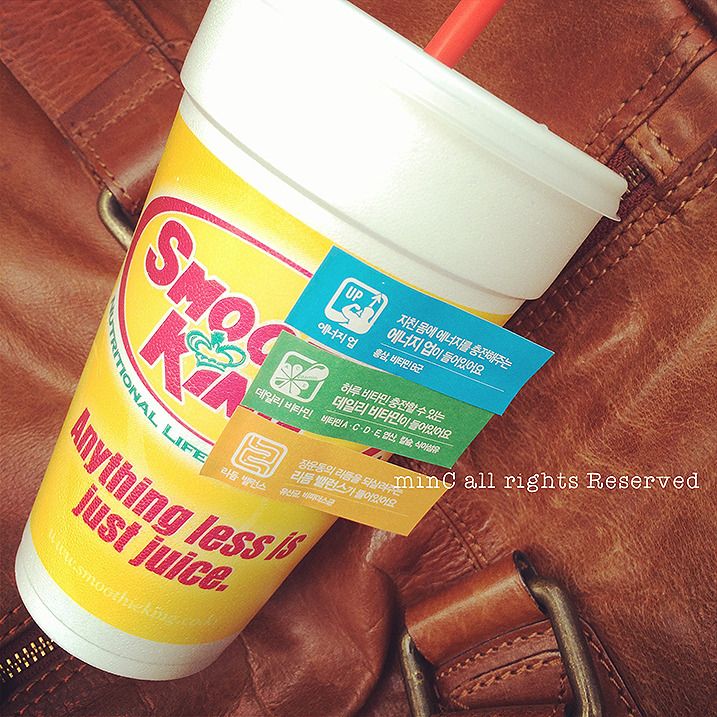 SMOO
KIN
NUTRITIONAL LIFES
Anything less is
just juice.
www.smoothieking.co.kr
UP
에너지 업
지친 몸에 에너지를 충전해주는
에너지 업이 들어있어요
홍삼, 비타민 B군
데일리 비타민
하루 비타민 충전할 수 있는
데일리 비타민이 들어있어요
비타민 A · C · D · E, 엽산, 칼슘, 식이섬유
리듬 밸런스
장운동의 리듬을 되살려주는
리듬 밸런스가 들어있어요
유산균, 비피더스균
minC all rights Reserved